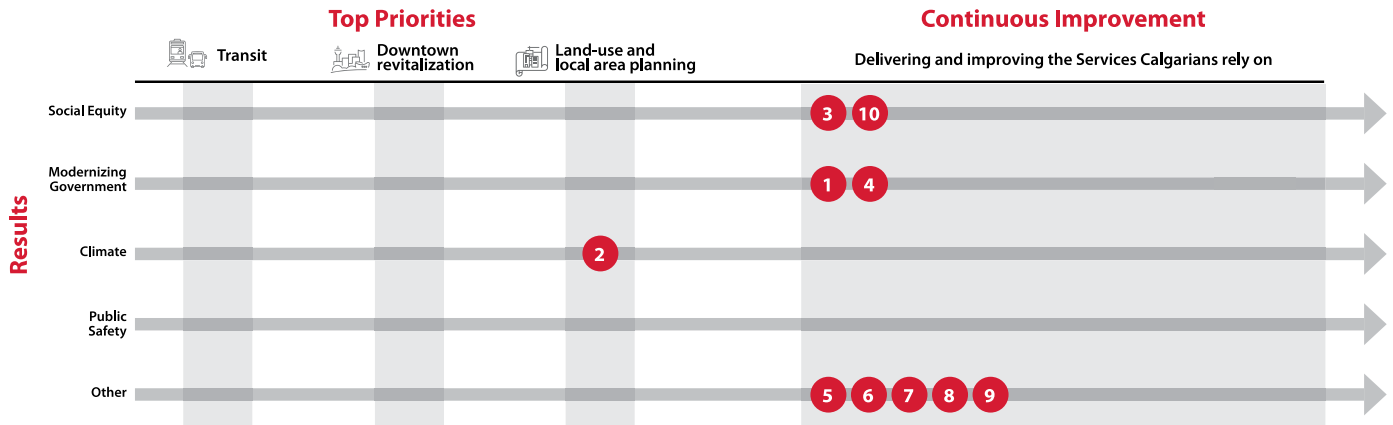 Top Priorities
Continuous Improvement
Transit
Downtown
revitalization
Land-use and
local area planning
Delivering and improving the Services Calgarians rely on
Results
Social Equity
3 10
Modernizing
Government
1 4
Climate
2
Public
Safety
Other
5 6 7 8 9